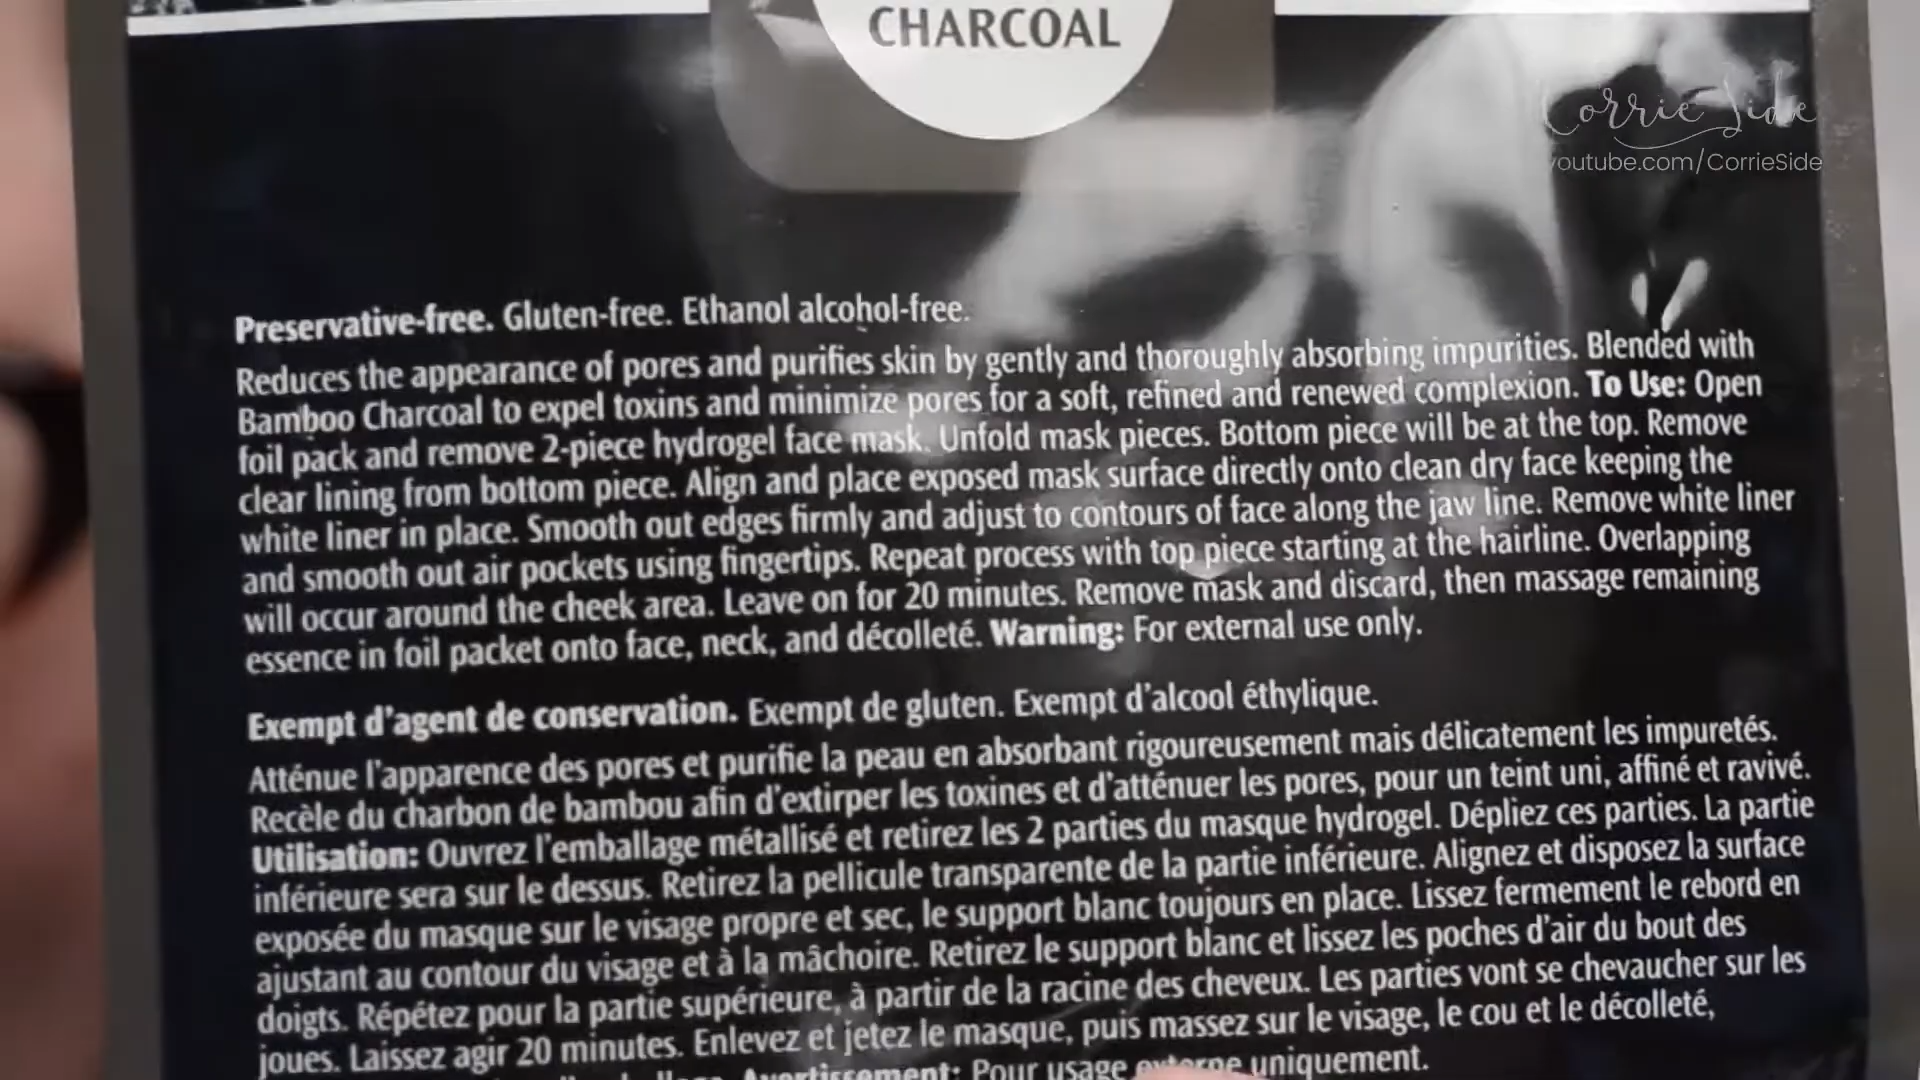 CHARCOAL
Corrie Side
youtube.com/CorrieSide
Preservative-free. Gluten-free. Ethanol alcohol-free.
Reduces the appearance of pores and purifies skin by gently and thoroughly absorbing impurities. Blended with
Bamboo Charcoal to expel toxins and minimize pores for a soft, refined and renewed complexion. To Use: Open
foil pack and remove 2-piece hydrogel face mask. Unfold mask pieces. Bottom piece will be at the top. Remove
clear lining from bottom piece. Align and place exposed mask surface directly onto clean dry face keeping the
white liner in place. Smooth out edges firmly and adjust to contours of face along the jaw line. Remove white liner
and smooth out air pockets using fingertips. Repeat process with top piece starting at the hairline. Overlapping
will occur around the cheek area. Leave on for 20 minutes. Remove mask and discard, then massage remaining
essence in foil packet onto face, neck, and décolleté. Warning: For external use only.
Exempt d'agent de conservation. Exempt de gluten. Exempt d'alcool éthylique.
Atténue l'apparence des pores et purifie la peau en absorbant rigoureusement mais délicatement les impuretés.
Recèle du charbon de bambou afin d'extirper les toxines et d'atténuer les pores, pour un teint uni, affiné et ravivé.
Utilisation: Ouvrez l'emballage métallisé et retirez les 2 parties du masque hydrogel. Dépliez ces parties. La partie
inférieure sera sur le dessus. Retirez la pellicule transparente de la partie inférieure. Alignez et disposez la surface
exposée du masque sur le visage propre et sec, le support blanc toujours en place. Lissez fermement le rebord en
ajustant au contour du visage et à la mâchoire. Retirez le support blanc et lissez les poches d'air du bout des
doigts. Répétez pour la partie supérieure, à partir de la racine des cheveux. Les parties vont se chevaucher sur les
joues. Laissez agir 20 minutes. Enlevez et jetez le masque, puis massez sur le visage, le cou et le décolleté,
Avertissement: Pour usage externe uniquement.